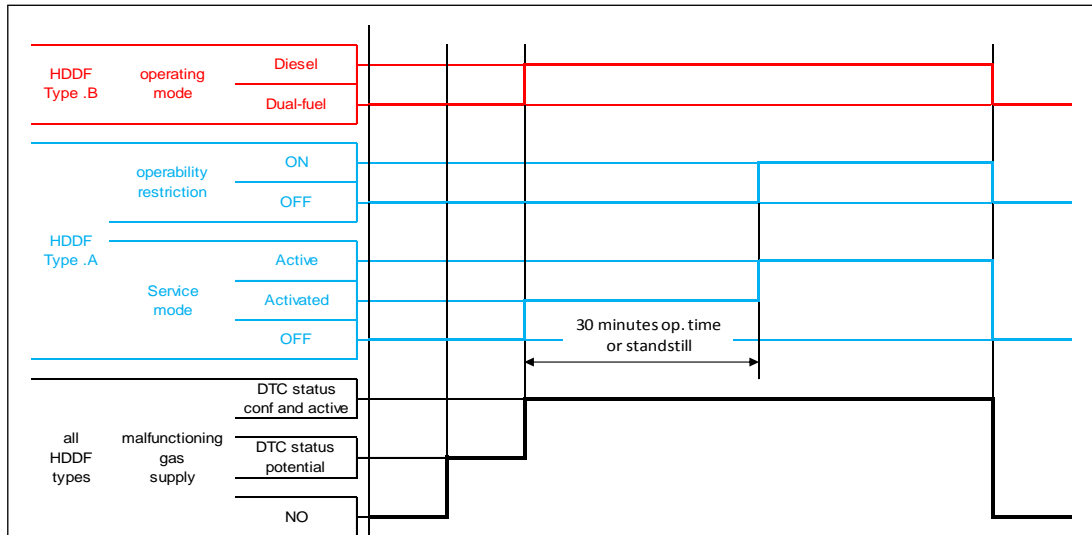 HDDF
Type .B
operating
mode
Diesel
Dual-fuel
HDDF
Type .A
operability
restriction
ON
OFF
Service
mode
Active
Activated
OFF
30 minutes op. time
or standstill
all
HDDF
types
malfunctioning
gas
supply
DTC status
conf and active
DTC status
potential
NO